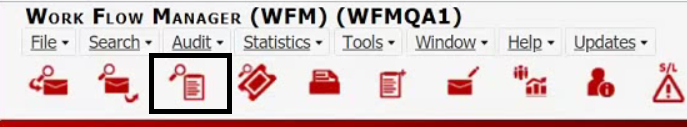 WORK FLOW MANAGER (WFM) (WFMQA1)
File Search Audit Statistics Tools Window Help Updates
S/L